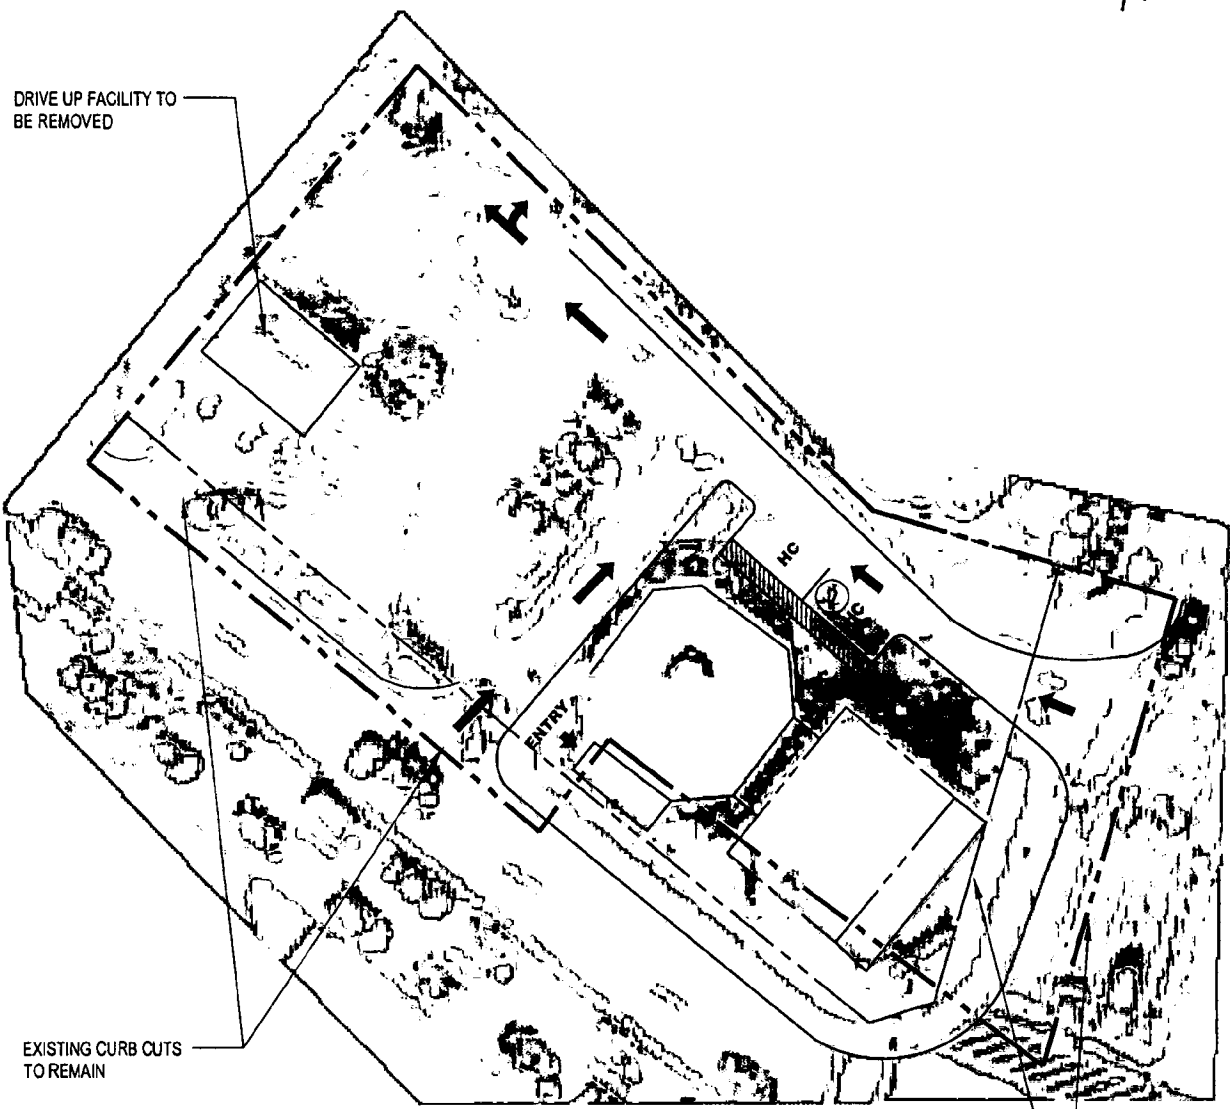 DRIVE UP FACILITY TO
BE REMOVED
HC
ENTRY
EXISTING CURB CUTS
TO REMAIN